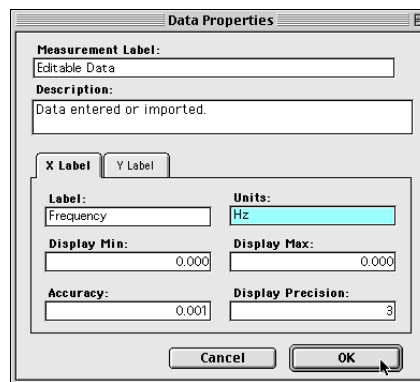 Data Properties
Measurement Label:
Editable Data
Description:
Data entered or imported.
X Label Y Label
Label: Units:
Frequency Hz
Display Min: Display Max:
0.000 0.000
Accuracy: Display Precision:
0.001 3
Cancel OK